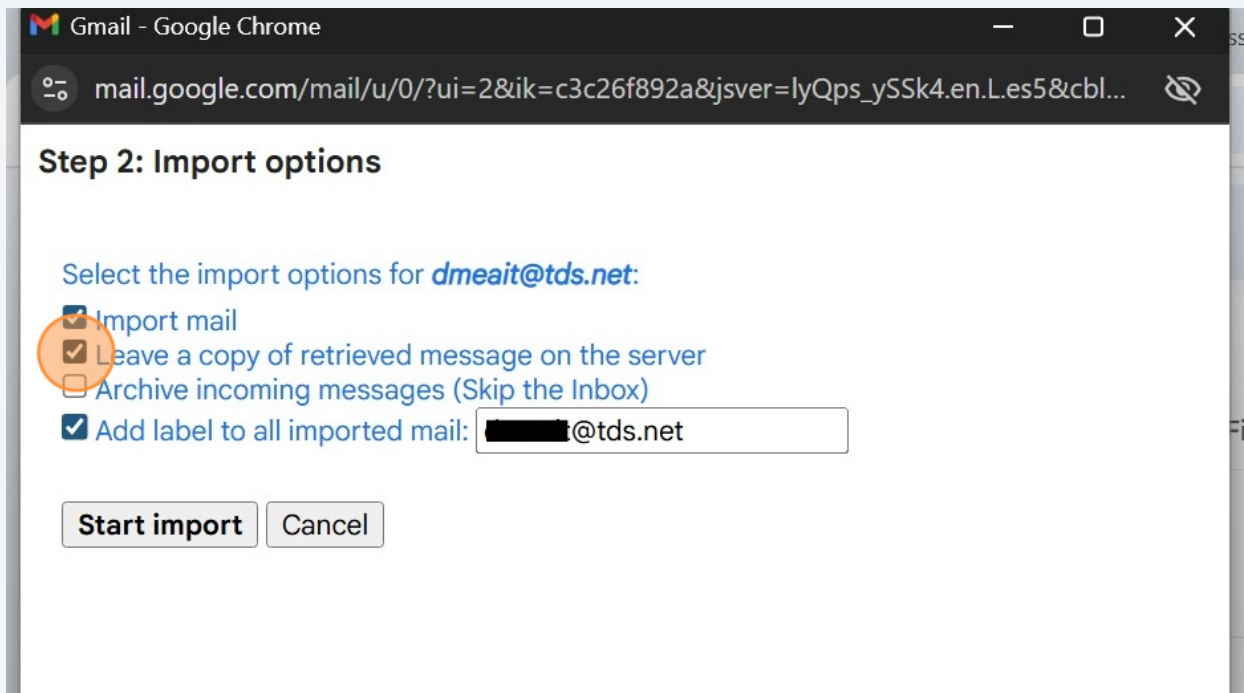 Gmail - Google Chrome
mail.google.com/mail/u/0/?ui=2&ik=c3c26f892a&jsver=lyQps_ySSk4.en.L.es5&cbl...
Step 2: Import options
Select the import options for dmeait@tds.net:
Import mail
Leave a copy of retrieved message on the server
Archive incoming messages (Skip the Inbox)
Add label to all imported mail: @tds.net
Start import Cancel